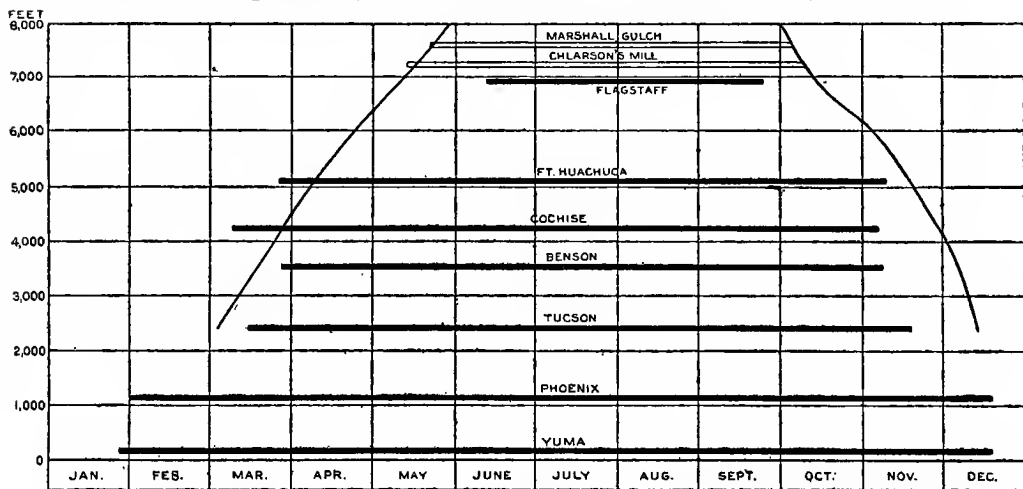 FEET
8,000
MARSHALL GULCH
CHLARSON'S MILL
7,000
FLAGSTAFF
6,000
FT. HUACHUCA
5,000
COCHISE
4,000
BENSON
3,000
TUCSON
2,000
PHOENIX
1,000
YUMA
0
JAN. FEB. MAR. APR. MAY JUNE JULY AUG. SEPT. OCT. NOV. DEC.